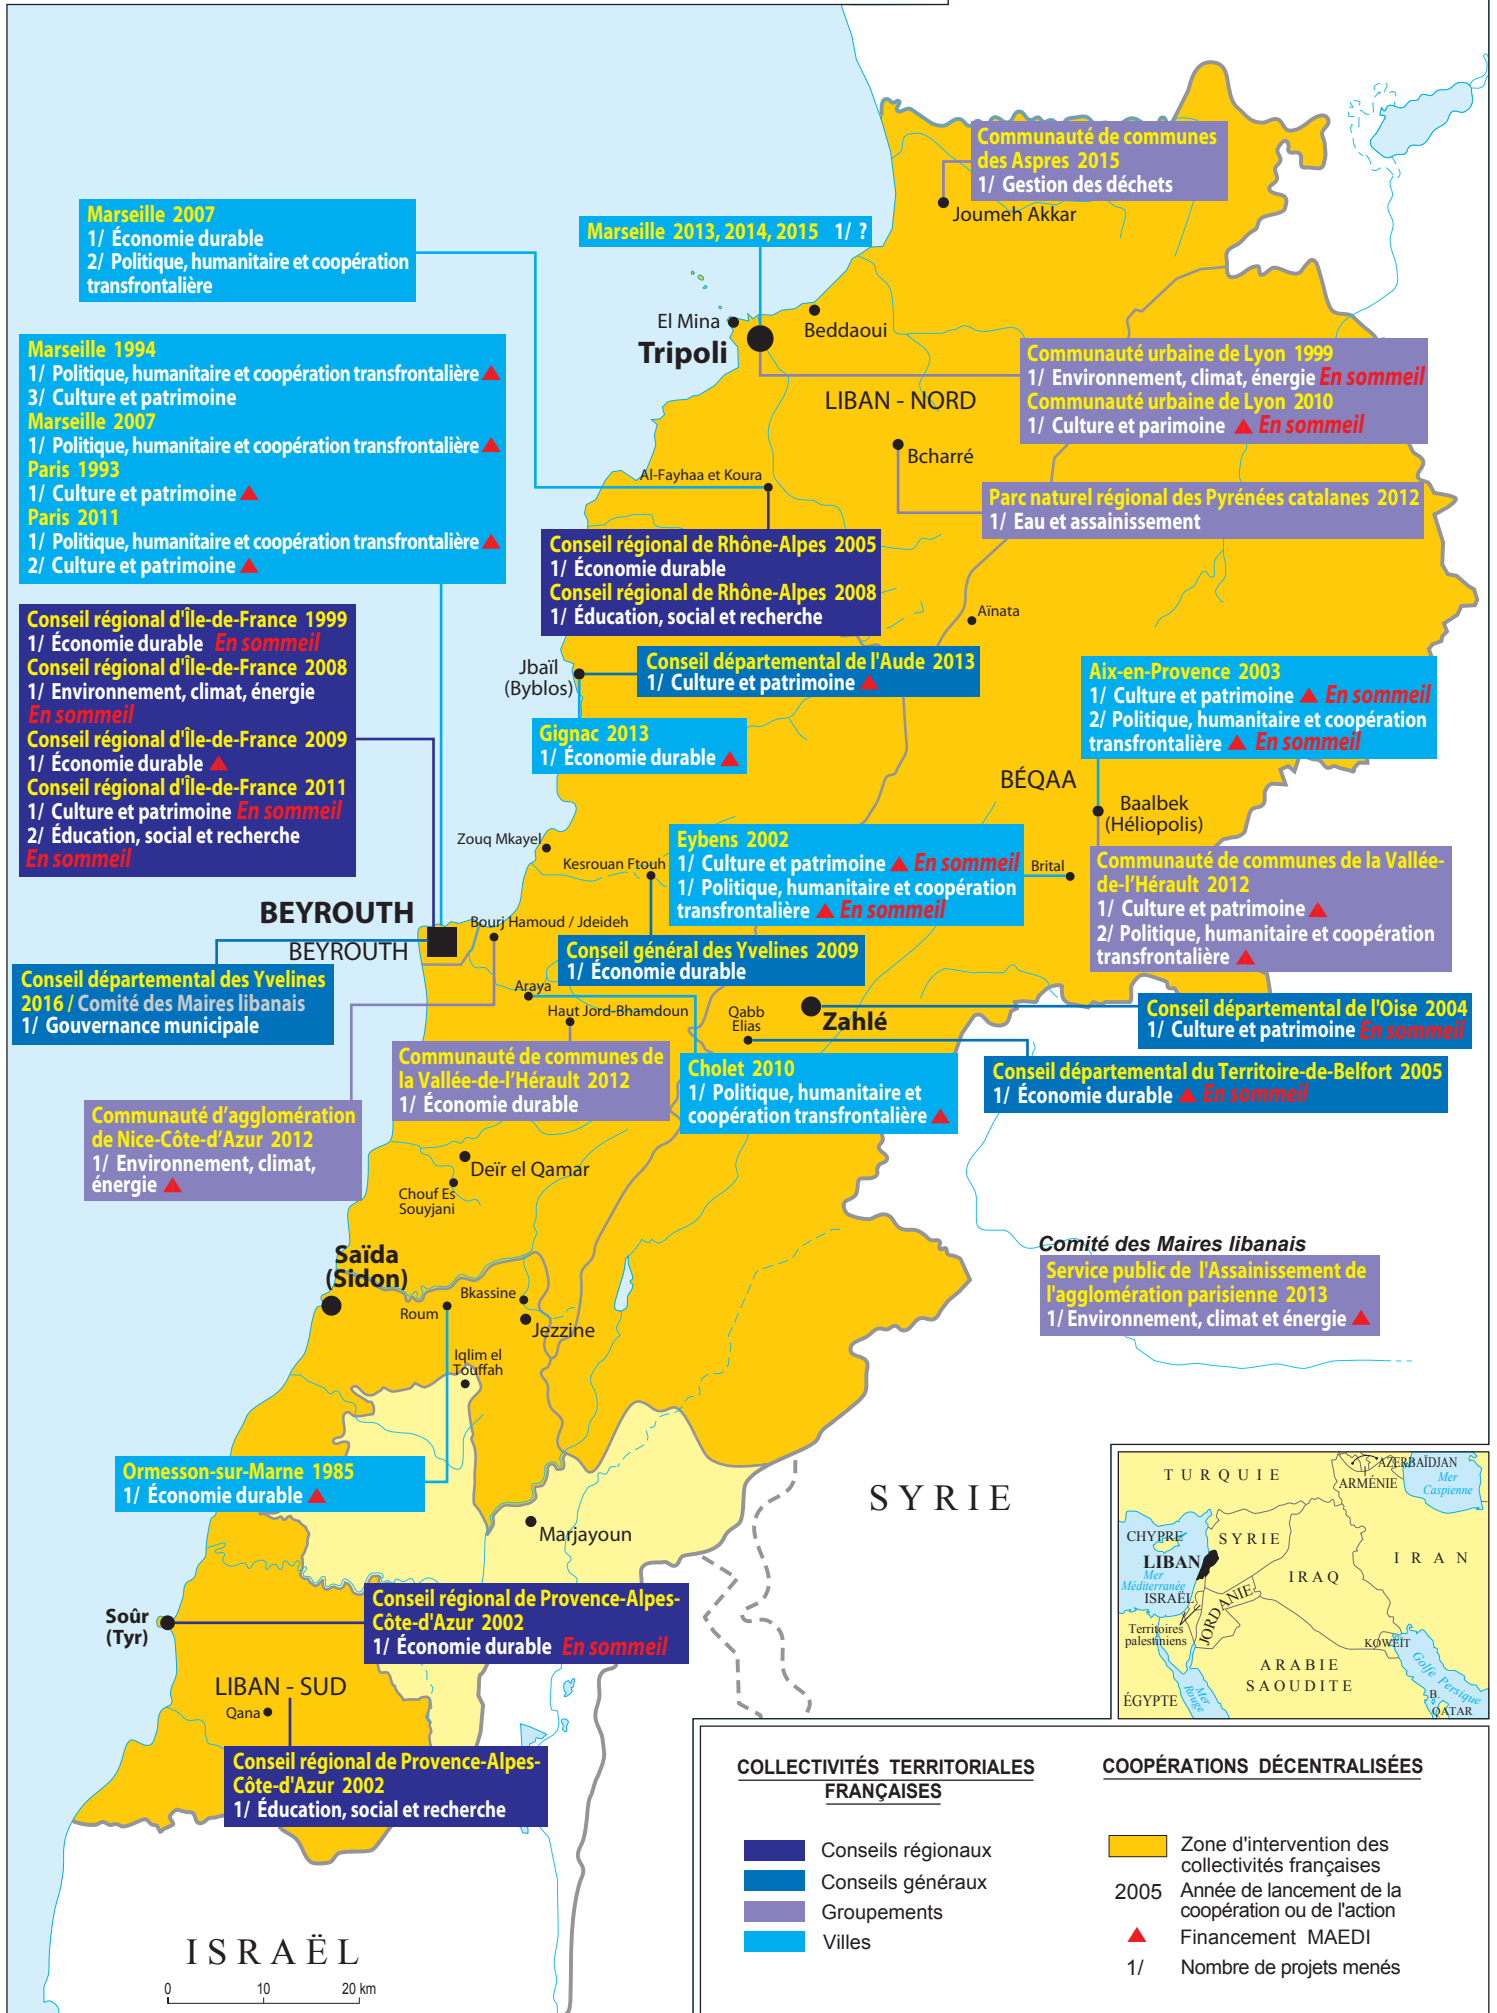 Communauté de communes
des Aspres 2015
1/ Gestion des déchets
Joumeh Akkar
Marseille 2007
1/ Économie durable
2/ Politique, humanitaire et coopération
transfrontalière
Marseille 2013, 2014, 2015 1/ ?
El Mina
Tripoli
Beddaoui
Marseille 1994
1/ Politique, humanitaire et coopération transfrontalière
3/ Culture et patrimoine
Marseille 2007
1/ Politique, humanitaire et coopération transfrontalière
Paris 1993
1/ Culture et patrimoine
Paris 2011
1/ Politique, humanitaire et coopération transfrontalière
2/ Culture et patrimoine
Communauté urbaine de Lyon 1999
1/ Environnement, climat, énergie En sommeil
Communauté urbaine de Lyon 2010
1/ Culture et parimoine En sommeil
LIBAN - NORD
Bcharré
Al-Fayhaa et Koura
Parc naturel régional des Pyrénées catalanes 2012
1/ Eau et assainissement
Conseil régional de Rhône-Alpes 2005
1/ Économie durable
Conseil régional de Rhône-Alpes 2008
1/ Éducation, social et recherche
Aïnata
Conseil régional d'Île-de-France 1999
1/ Économie durable En sommeil
Conseil régional d'Île-de-France 2008
1/ Environnement, climat, énergie
En sommeil
Conseil régional d'Île-de-France 2009
1/ Économie durable
Conseil régional d'Île-de-France 2011
1/ Culture et patrimoine En sommeil
2/ Éducation, social et recherche
En sommeil
Jbaïl
(Byblos)
Conseil départemental de l'Aude 2013
1/ Culture et patrimoine
Gignac 2013
1/ Économie durable
Aix-en-Provence 2003
1/ Culture et patrimoine En sommeil
2/ Politique, humanitaire et coopération
transfrontalière En sommeil
BÉQAA
Baalbek
(Héliopolis)
Zouq Mkayel
Kesrouan Ftouh
Eybens 2002
1/ Culture et patrimoine En sommeil
1/ Politique, humanitaire et coopération
transfrontalière En sommeil
Brital
Communauté de communes de la Vallée-
de-l'Hérault 2012
1/ Culture et patrimoine
2/ Politique, humanitaire et coopération
transfrontalière
BEYROUTH
BEYROUTH
Bourj Hamoud / Jdeideh
Conseil général des Yvelines 2009
1/ Économie durable
Conseil départemental des Yvelines
2016 / Comité des Maires libanais
1/ Gouvernance municipale
Araya
Haut Jord-Bhamdoun
Qabb
Elias
Zahlé
Conseil départemental de l'Oise 2004
1/ Culture et patrimoine En sommeil
Communauté de communes de
la Vallée-de-l'Hérault 2012
1/ Économie durable
Cholet 2010
1/ Politique, humanitaire et
coopération transfrontalière
Conseil départemental du Territoire-de-Belfort 2005
1/ Économie durable En sommeil
Communauté d'agglomération
de Nice-Côte-d'Azur 2012
1/ Environnement, climat,
énergie
Deïr el Qamar
Chouf Es
Souyjani
Saïda
(Sidon)
Bkassine
Roum
Jezzine
Iqlim el
Touffah
Comité des Maires libanais
Service public de l'Assainissement de
l'agglomération parisienne 2013
1/ Environnement, climat et énergie
Ormesson-sur-Marne 1985
1/ Économie durable
Marjayoun
SYRIE
Soûr
(Tyr)
Conseil régional de Provence-Alpes-
Côte-d'Azur 2002
1/ Économie durable En sommeil
LIBAN - SUD
Qana
Conseil régional de Provence-Alpes-
Côte-d'Azur 2002
1/ Éducation, social et recherche
ISRAËL
0 10 20 km
TURQUIE
AZERBAÏDJAN
ARMÉNIE
Mer
Caspienne
CHYPRE
SYRIE
LIBAN
Mer
Méditerranée
ISRAËL
IRAQ
IRAN
JORDANIE
Territoires
palestiniens
KOWEÏT
ARABIE
SAOUDITE
Golfe Persique
ÉGYPTE
Mer
Rouge
B.
QATAR
COLLECTIVITÉS TERRITORIALES
FRANÇAISES
Conseils régionaux
Conseils généraux
Groupements
Villes
COOPÉRATIONS DÉCENTRALISÉES
Zone d'intervention des
collectivités françaises
2005 Année de lancement de la
coopération ou de l'action
Financement MAEDI
1/ Nombre de projets menés